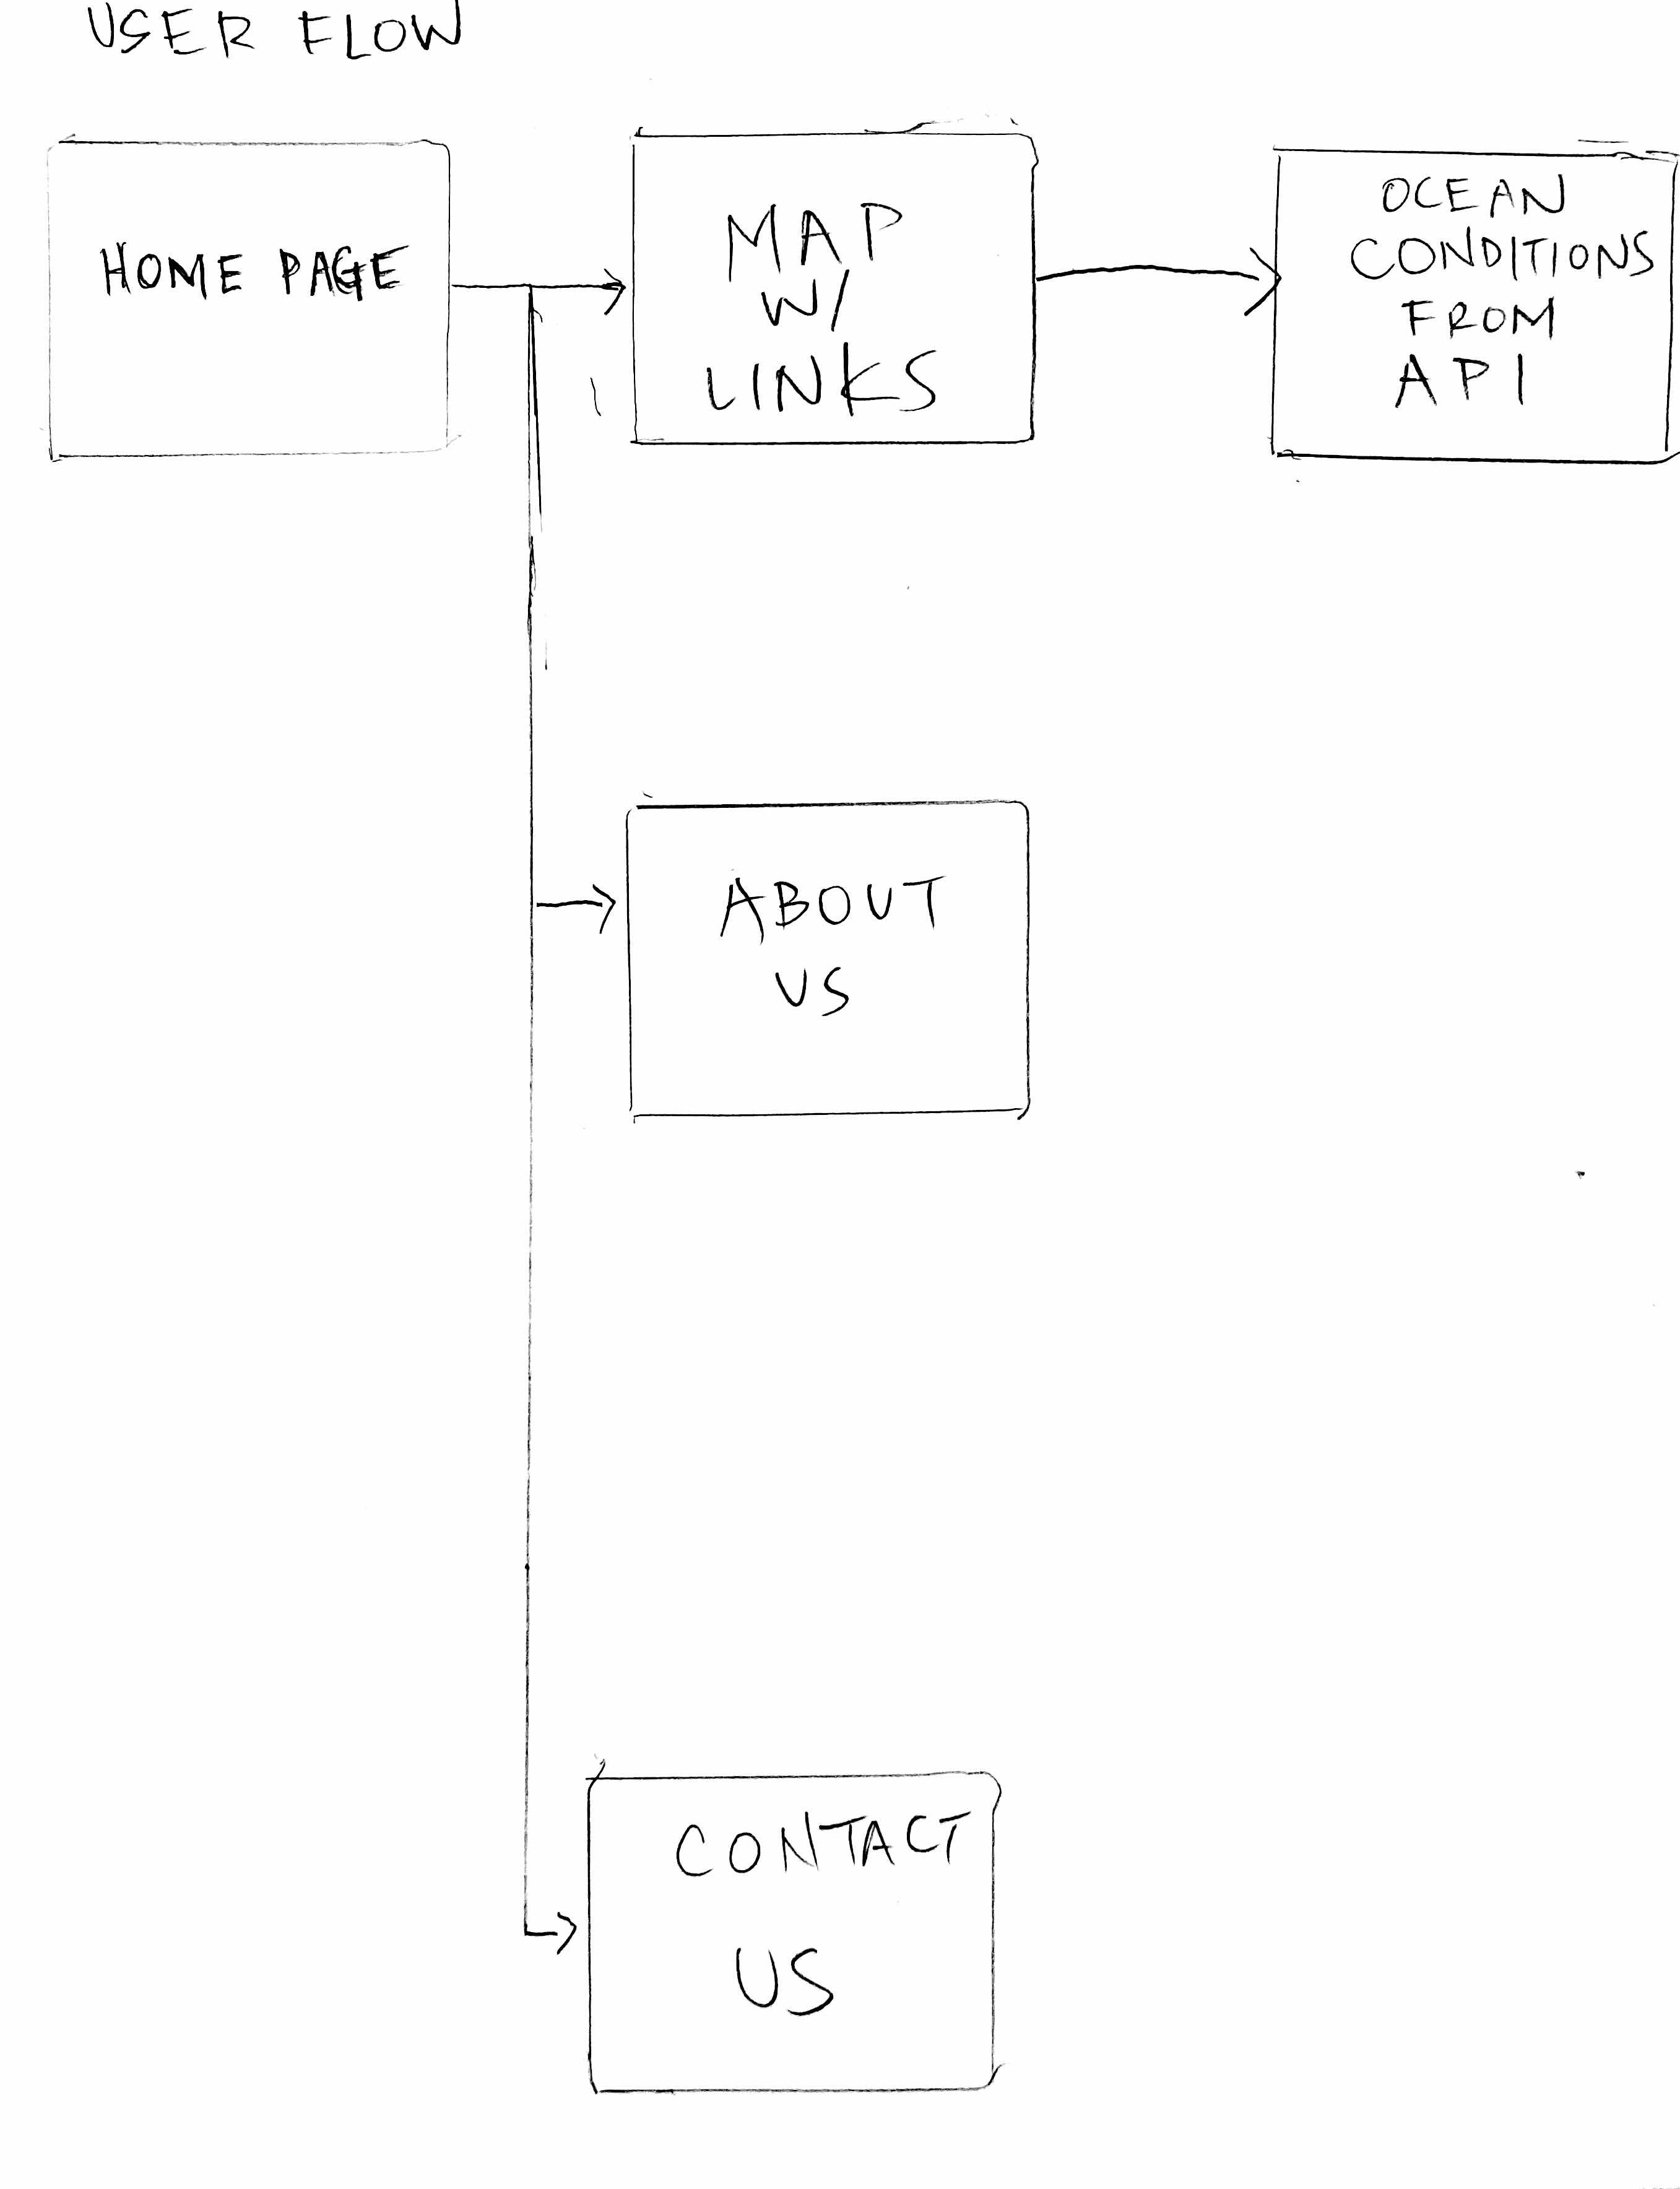 USER FLOW
HOME PAGE
MAP
W/
LINKS
OCEAN
CONDITIONS
FROM
API
ABOUT
US
CONTACT
US